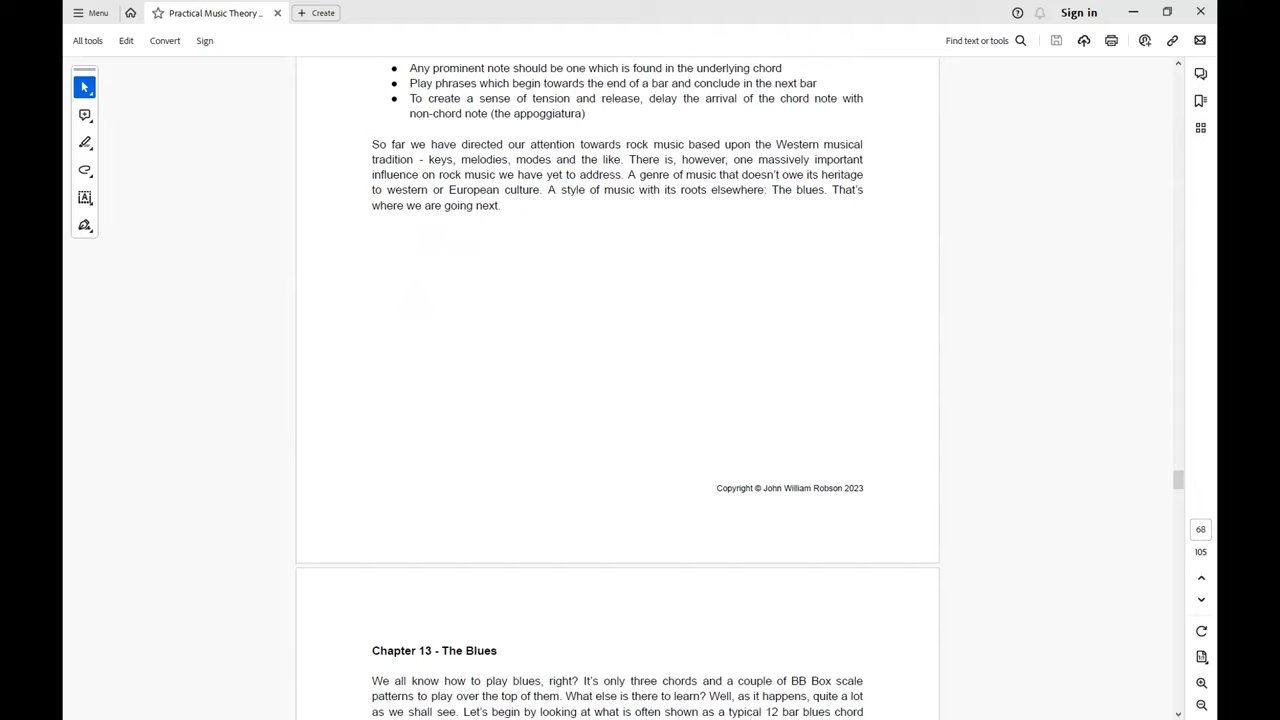 Menu
Practical Music Theory ...
Create
Sign in
All tools
Edit
Convert
Sign
Find text or tools
● Any prominent note should be one which is found in the underlying chord
● Play phrases which begin towards the end of a bar and conclude in the next bar
● To create a sense of tension and release, delay the arrival of the chord note with
non-chord note (the appoggiatura)
So far we have directed our attention towards rock music based upon the Western musical
tradition - keys, melodies, modes and the like. There is, however, one massively important
influence on rock music we have yet to address. A genre of music that doesn't owe its heritage
to western or European culture. A style of music with its roots elsewhere: The blues. That's
where we are going next.
Copyright © John William Robson 2023
68
105
Chapter 13 - The Blues
We all know how to play blues, right? It's only three chords and a couple of BB Box scale
patterns to play over the top of them. What else is there to learn? Well, as it happens, quite a lot
as we shall see. Let's begin by looking at what is often shown as a typical 12 bar blues chord